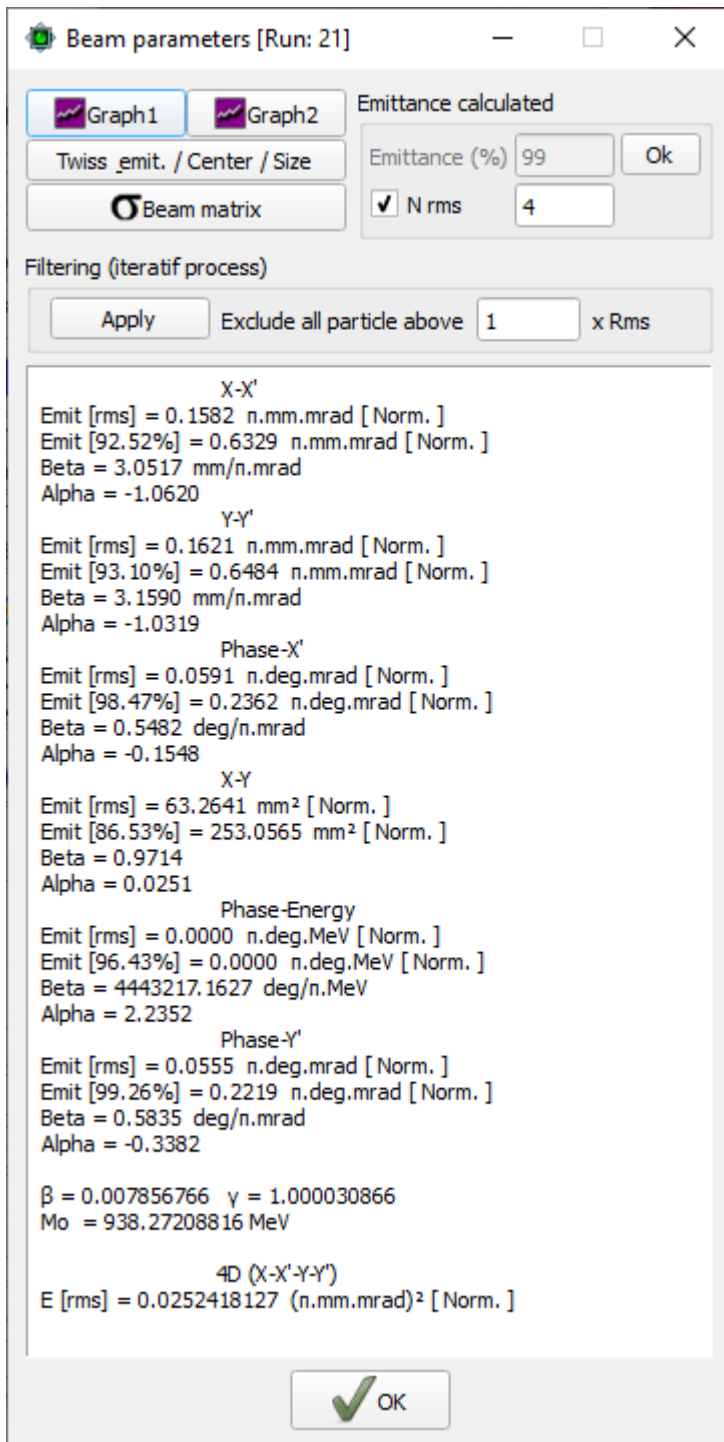 Beam parameters [Run: 21]
Graph1 Graph2 Emittance calculated
Twiss_emit. / Center / Size Emittance (%) 99 Ok
σ Beam matrix N rms 4
Filtering (iteratif process)
Apply Exclude all particle above 1 x Rms
X-X'
Emit [rms] = 0.1582 п.mm.mrad [ Norm. ]
Emit [92.52%] = 0.6329 п.mm.mrad [ Norm. ]
Beta = 3.0517 mm/п.mrad
Alpha = -1.0620
Y-Y'
Emit [rms] = 0.1621 п.mm.mrad [ Norm. ]
Emit [93.10%] = 0.6484 п.mm.mrad [ Norm. ]
Beta = 3.1590 mm/п.mrad
Alpha = -1.0319
Phase-X'
Emit [rms] = 0.0591 п.deg.mrad [ Norm. ]
Emit [98.47%] = 0.2362 п.deg.mrad [ Norm. ]
Beta = 0.5482 deg/п.mrad
Alpha = -0.1548
X-Y
Emit [rms] = 63.2641 mm² [ Norm. ]
Emit [86.53%] = 253.0565 mm² [ Norm. ]
Beta = 0.9714
Alpha = 0.0251
Phase-Energy
Emit [rms] = 0.0000 п.deg.MeV [ Norm. ]
Emit [96.43%] = 0.0000 п.deg.MeV [ Norm. ]
Beta = 4443217.1627 deg/п.MeV
Alpha = 2.2352
Phase-Y'
Emit [rms] = 0.0555 п.deg.mrad [ Norm. ]
Emit [99.26%] = 0.2219 п.deg.mrad [ Norm. ]
Beta = 0.5835 deg/п.mrad
Alpha = -0.3382
β = 0.007856766 γ = 1.000030866
Mo = 938.27208816 MeV
4D (X-X'-Y-Y')
E [rms] = 0.0252418127 (п.mm.mrad)² [ Norm. ]
OK